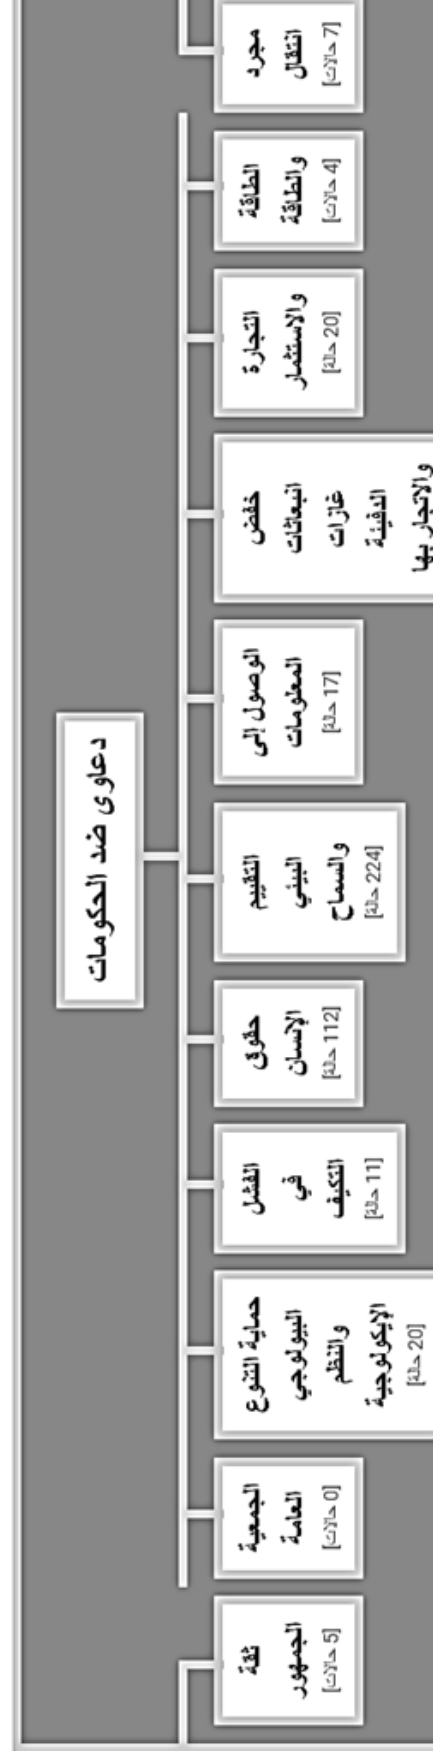 دعاوى ضد الحكومات
مجرد
انتقال
[7 حالات]
الطاقة
والطاقة
[4 حالات]
التجارة
والاستثمار
[20 حالة]
خفض
انبعاثات
غازات
الدفينة
والاتجار بها
الوصول إلى
المعلومات
[17 حالة]
التقييم
البيئي
والسماح
[224 حالة]
حقوق
الإنسان
[112 حالة]
الفشل
في
التكيف
[11 حالة]
حماية التنوع
البيولوجي
والنظم
الإيكولوجية
[20 حالة]
الجمعية
العامة
[0 حالات]
ثقة
الجمهور
[5 حالات]